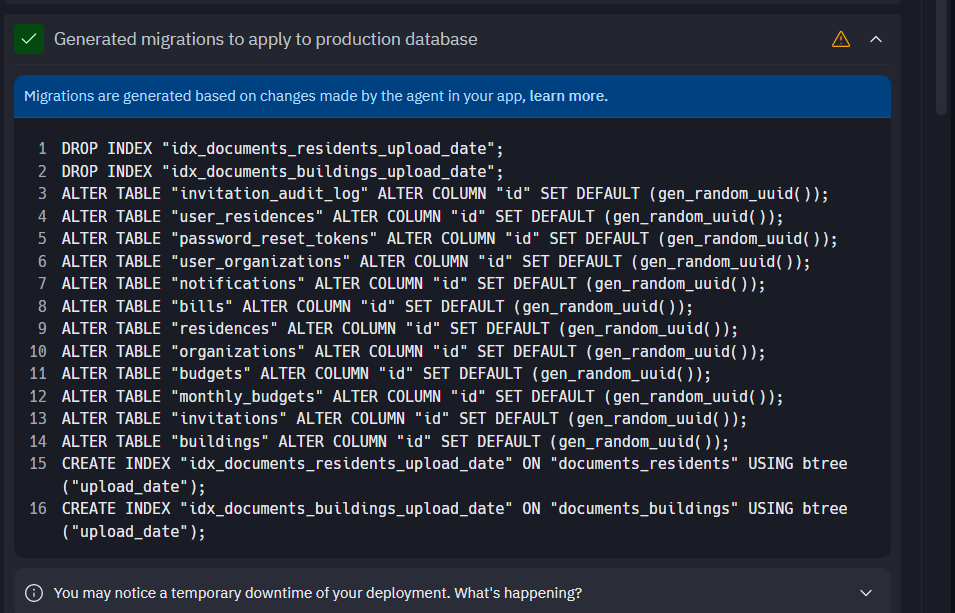 Generated migrations to apply to production database
Migrations are generated based on changes made by the agent in your app, learn more.
1 DROP INDEX "idx_documents_residents_upload_date";
2 DROP INDEX "idx_documents_buildings_upload_date";
3 ALTER TABLE "invitation_audit_log" ALTER COLUMN "id" SET DEFAULT (gen_random_uuid());
4 ALTER TABLE "user_residences" ALTER COLUMN "id" SET DEFAULT (gen_random_uuid());
5 ALTER TABLE "password_reset_tokens" ALTER COLUMN "id" SET DEFAULT (gen_random_uuid());
6 ALTER TABLE "user_organizations" ALTER COLUMN "id" SET DEFAULT (gen_random_uuid());
7 ALTER TABLE "notifications" ALTER COLUMN "id" SET DEFAULT (gen_random_uuid());
8 ALTER TABLE "bills" ALTER COLUMN "id" SET DEFAULT (gen_random_uuid());
9 ALTER TABLE "residences" ALTER COLUMN "id" SET DEFAULT (gen_random_uuid());
10 ALTER TABLE "organizations" ALTER COLUMN "id" SET DEFAULT (gen_random_uuid());
11 ALTER TABLE "budgets" ALTER COLUMN "id" SET DEFAULT (gen_random_uuid());
12 ALTER TABLE "monthly_budgets" ALTER COLUMN "id" SET DEFAULT (gen_random_uuid());
13 ALTER TABLE "invitations" ALTER COLUMN "id" SET DEFAULT (gen_random_uuid());
14 ALTER TABLE "buildings" ALTER COLUMN "id" SET DEFAULT (gen_random_uuid());
15 CREATE INDEX "idx_documents_residents_upload_date" ON "documents_residents" USING btree
("upload_date");
16 CREATE INDEX "idx_documents_buildings_upload_date" ON "documents_buildings" USING btree
("upload_date");
You may notice a temporary downtime of your deployment. What's happening?